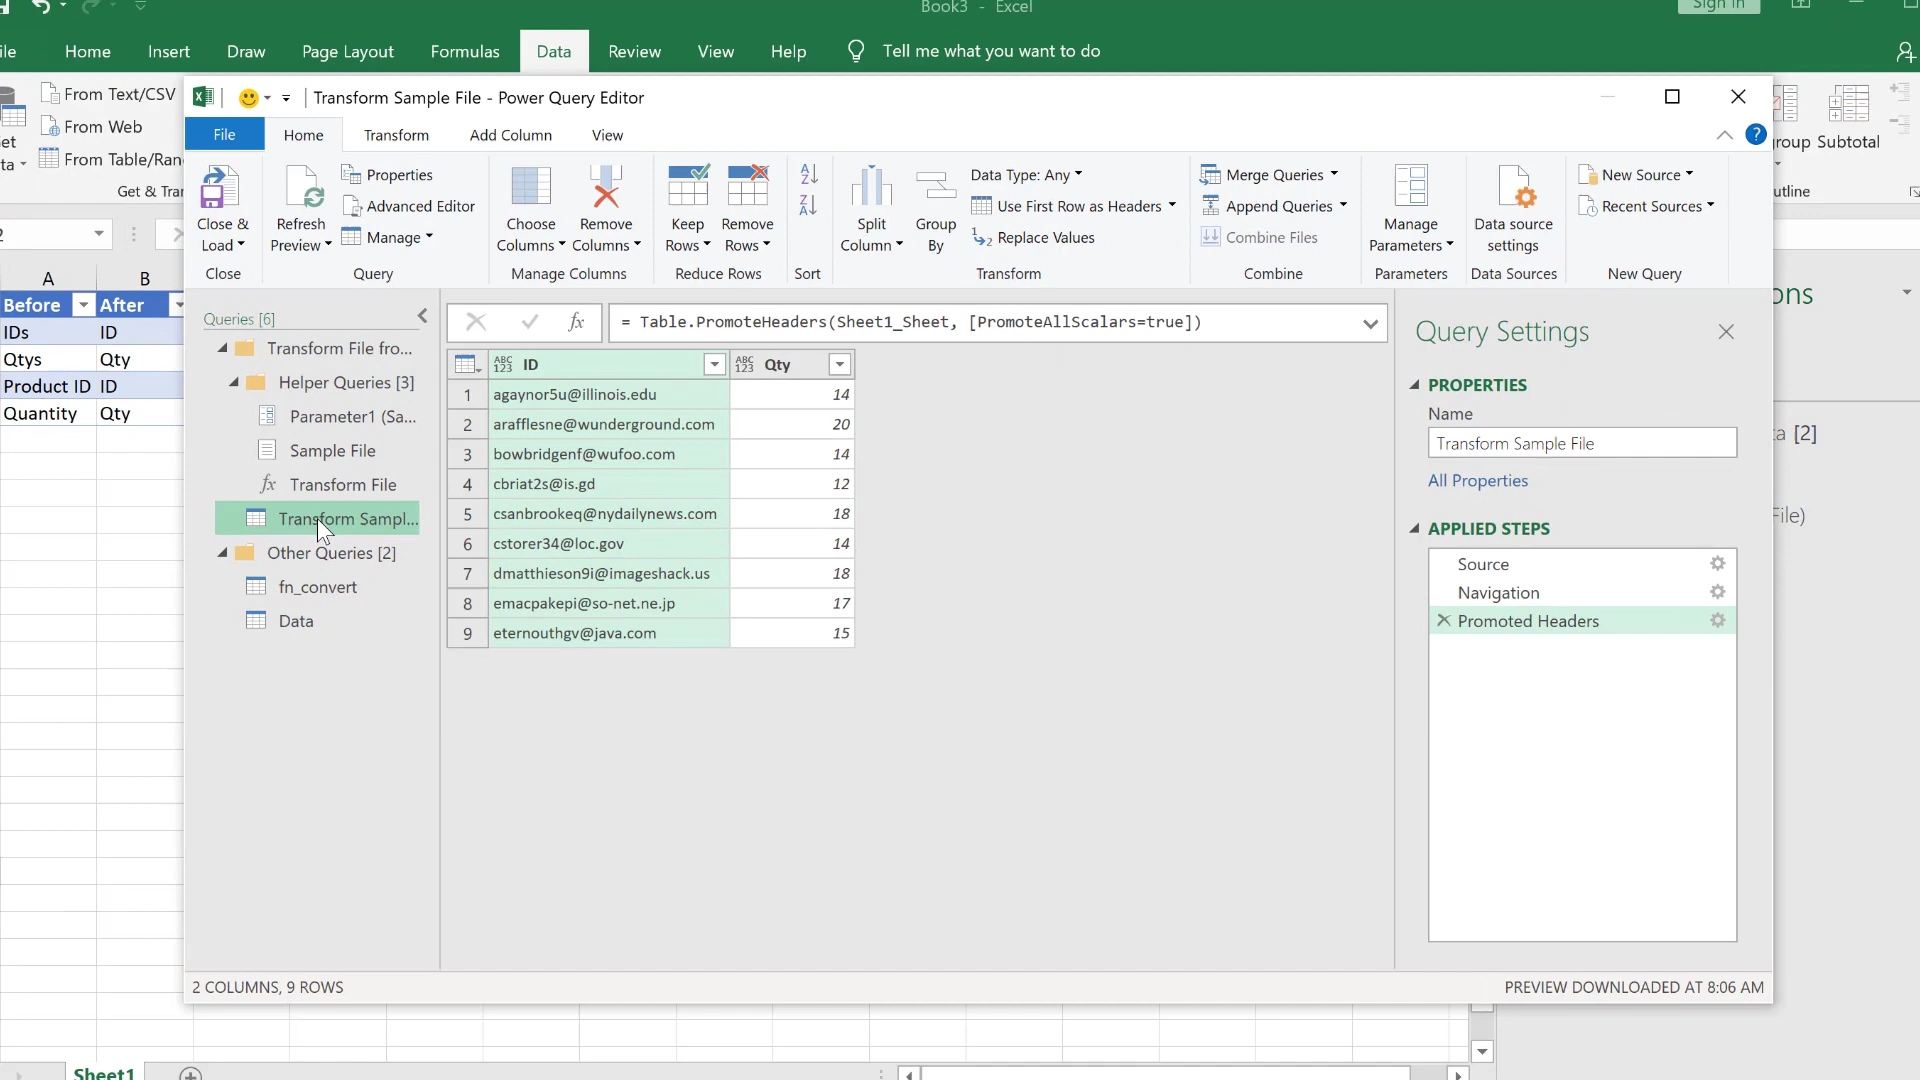 Book3 - Excel
Sign in
Home
Insert
Draw
Page Layout
Formulas
Data
Review
View
Help
Tell me what you want to do
From Text/CSV
From Web
From Table/Ran
Get & Tran
Subtotal
Transform Sample File - Power Query Editor
File
Home
Transform
Add Column
View
?
Close & Load
Close
Refresh Preview
Properties
Advanced Editor
Manage
Query
Choose Columns
Remove Columns
Manage Columns
Keep Rows
Remove Rows
Reduce Rows
A Z
Z A
Sort
Split Column
Group By
Data Type: Any
Use First Row as Headers
1 2 Replace Values
Transform
Merge Queries
Append Queries
Combine Files
Combine
Manage Parameters
Parameters
Data source settings
Data Sources
New Source
Recent Sources
New Query
A B
Before After
IDs ID
Qtys Qty
Product ID ID
Quantity Qty
Queries [6]
Transform File fro...
Helper Queries [3]
Parameter1 (Sa...
Sample File
fx Transform File
Transform Sampl...
Other Queries [2]
fn_convert
Data
fx = Table.PromoteHeaders(Sheet1_Sheet, [PromoteAllScalars=true])
ABC 123 ID ABC 123 Qty
1 agaynor5u@illinois.edu 14
2 arafflesne@wunderground.com 20
3 bowbridgenf@wufoo.com 14
4 cbriat2s@is.gd 12
5 csanbrookeq@nydailynews.com 18
6 cstorer34@loc.gov 14
7 dmatthieson9i@imageshack.us 18
8 emacpakepi@so-net.ne.jp 17
9 eternouthgv@java.com 15
Query Settings
PROPERTIES
Name
Transform Sample File
All Properties
APPLIED STEPS
Source
Navigation
Promoted Headers
[2]
File)
2 COLUMNS, 9 ROWS
PREVIEW DOWNLOADED AT 8:06 AM
Sheet1